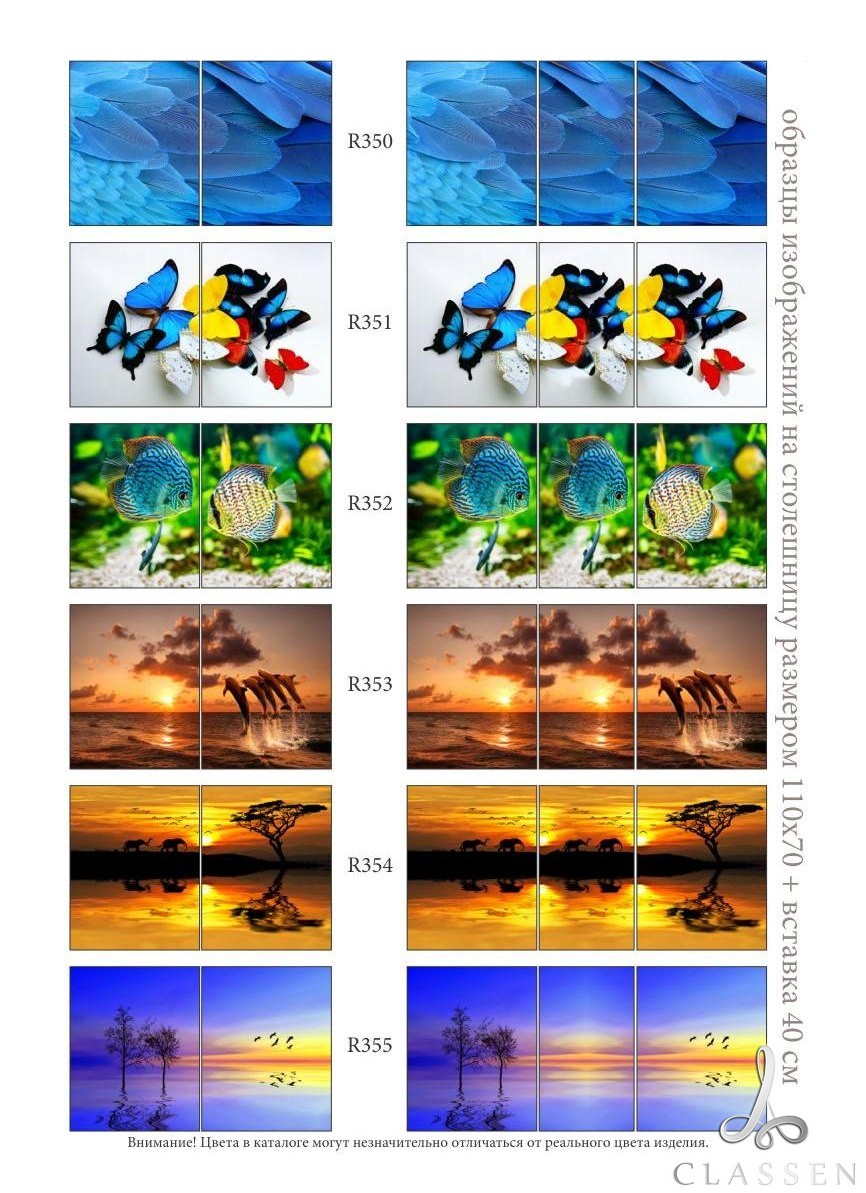 R350
R351
R352
R353
R354
R355
образцы изображений на столешницу размером 110х70 + вставка 40 см
Внимание! Цвета в каталоге могут незначительно отличаться от реального цвета изделия.
CLASSEN